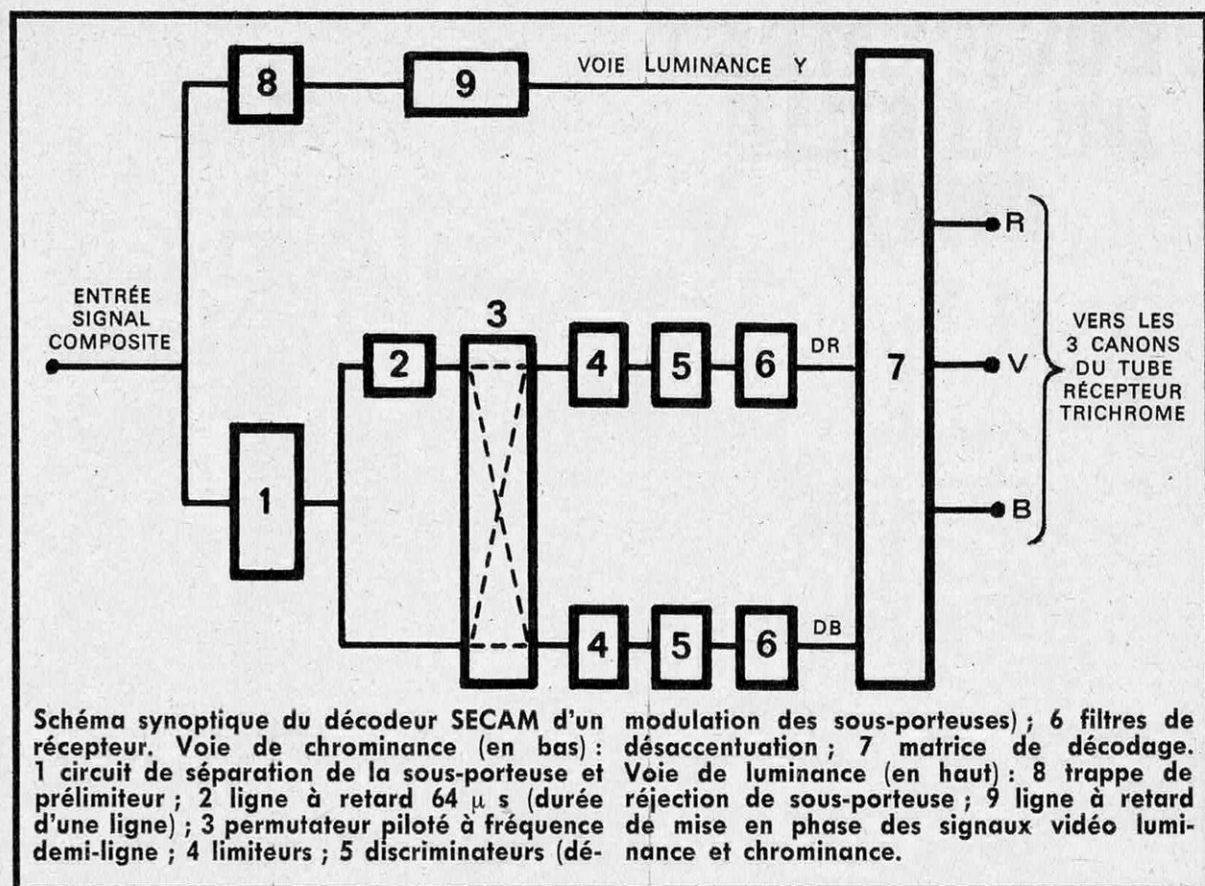 8
9
VOIE LUMINANCE Y
R
ENTRÉE
SIGNAL
COMPOSITE
3
2
4
5
6
DR
7
V
VERS LES
3 CANONS
DU TUBE
RÉCEPTEUR
TRICHROME
1
B
4
5
6
DB
Schéma synoptique du décodeur SECAM d'un
récepteur. Voie de chrominance (en bas) :
1 circuit de séparation de la sous-porteuse et
prélimiteur ; 2 ligne à retard 64 μ s (durée
d'une ligne) ; 3 permutateur piloté à fréquence
demi-ligne ; 4 limiteurs ; 5 discriminateurs (dé-
modulation des sous-porteuses) ; 6 filtres de
désaccentuation ; 7 matrice de décodage.
Voie de luminance (en haut) : 8 trappe de
réjection de sous-porteuse ; 9 ligne à retard
de mise en phase des signaux vidéo lumi-
nance et chrominance.